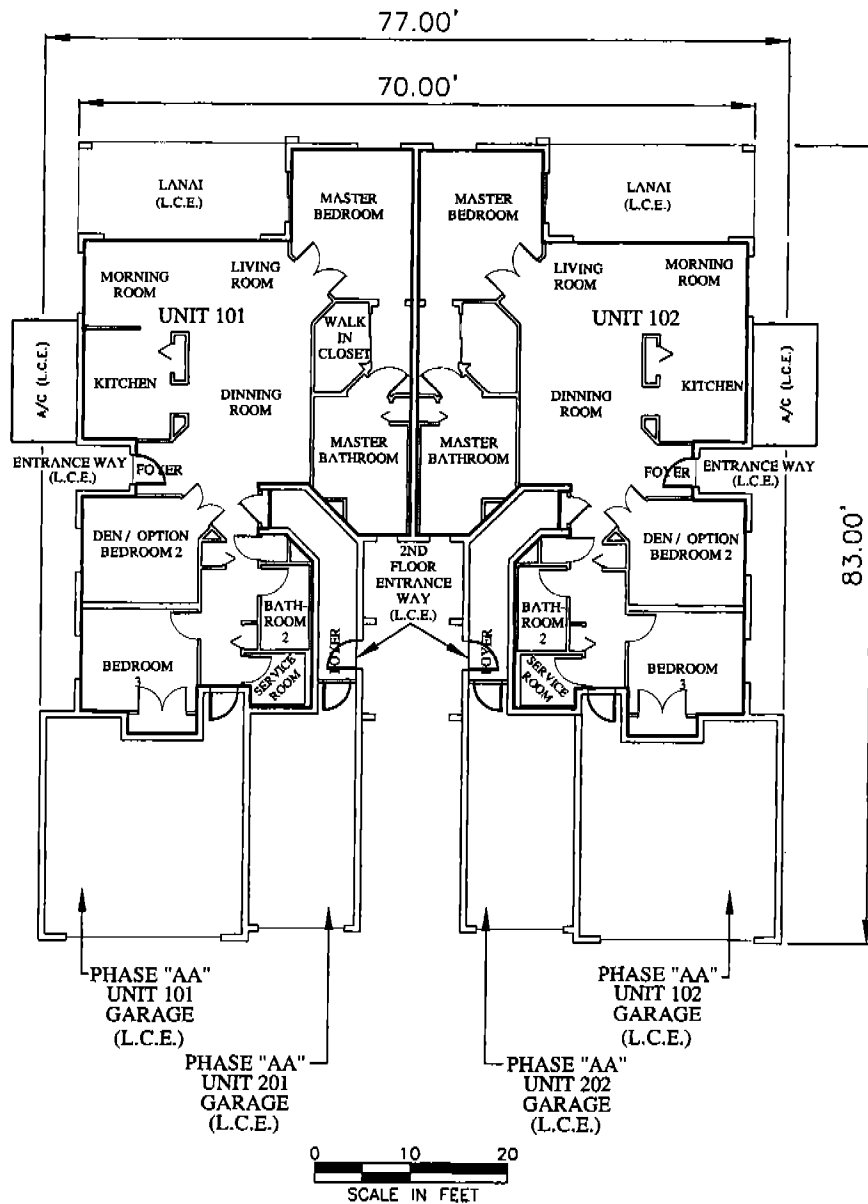 77.00'
70.00'
LANAI
(L.C.E.)
MASTER
BEDROOM
MASTER
BEDROOM
LANAI
(L.C.E.)
MORNING
ROOM
LIVING
ROOM
LIVING
ROOM
MORNING
ROOM
UNIT 101
UNIT 102
WALK
IN
CLOSET
A/C (L.C.E.)
KITCHEN
DINNING
ROOM
DINNING
ROOM
KITCHEN
A/C (L.C.E.)
MASTER
BATHROOM
MASTER
BATHROOM
ENTRANCE WAY
(L.C.E.)
FOYER
FOYER
ENTRANCE WAY
(L.C.E.)
DEN / OPTION
BEDROOM 2
2ND
FLOOR
ENTRANCE
WAY
(L.C.E.)
DEN / OPTION
BEDROOM 2
83.00'
BATH-
ROOM
2
BATH-
ROOM
2
FOYER
FOYER
BEDROOM
3
SERVICE
ROOM
SERVICE
ROOM
BEDROOM
3
PHASE "AA"
UNIT 101
GARAGE
(L.C.E.)
PHASE "AA"
UNIT 102
GARAGE
(L.C.E.)
PHASE "AA"
UNIT 201
GARAGE
(L.C.E.)
PHASE "AA"
UNIT 202
GARAGE
(L.C.E.)
0 10 20
SCALE IN FEET